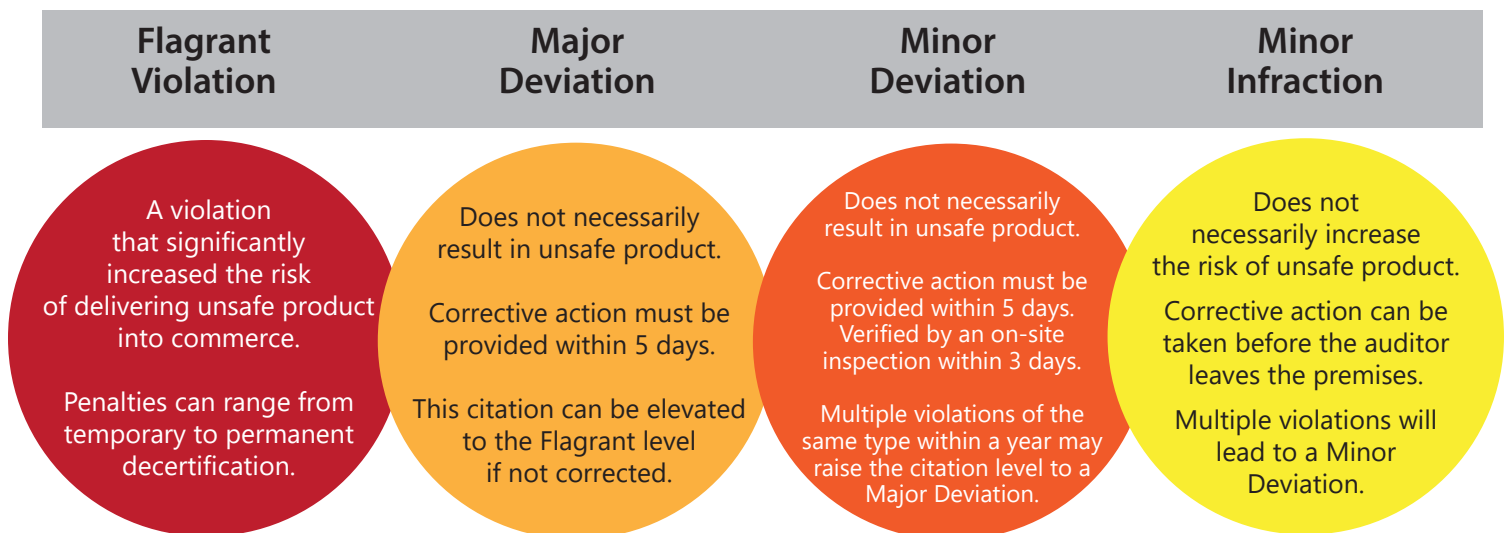 Flagrant
Violation
Major
Deviation
Minor
Deviation
Minor
Infraction
A violation
that significantly
increased the risk
of delivering unsafe product
into commerce.
Penalties can range from
temporary to permanent
decertification.
Does not necessarily
result in unsafe product.
Corrective action must be
provided within 5 days.
This citation can be elevated
to the Flagrant level
if not corrected.
Does not necessarily
result in unsafe product.
Corrective action must be
provided within 5 days.
Verified by an on-site
inspection within 3 days.
Multiple violations of the
same type within a year may
raise the citation level to a
Major Deviation.
Does not
necessarily increase
the risk of unsafe product.
Corrective action can be
taken before the auditor
leaves the premises.
Multiple violations will
lead to a Minor
Deviation.